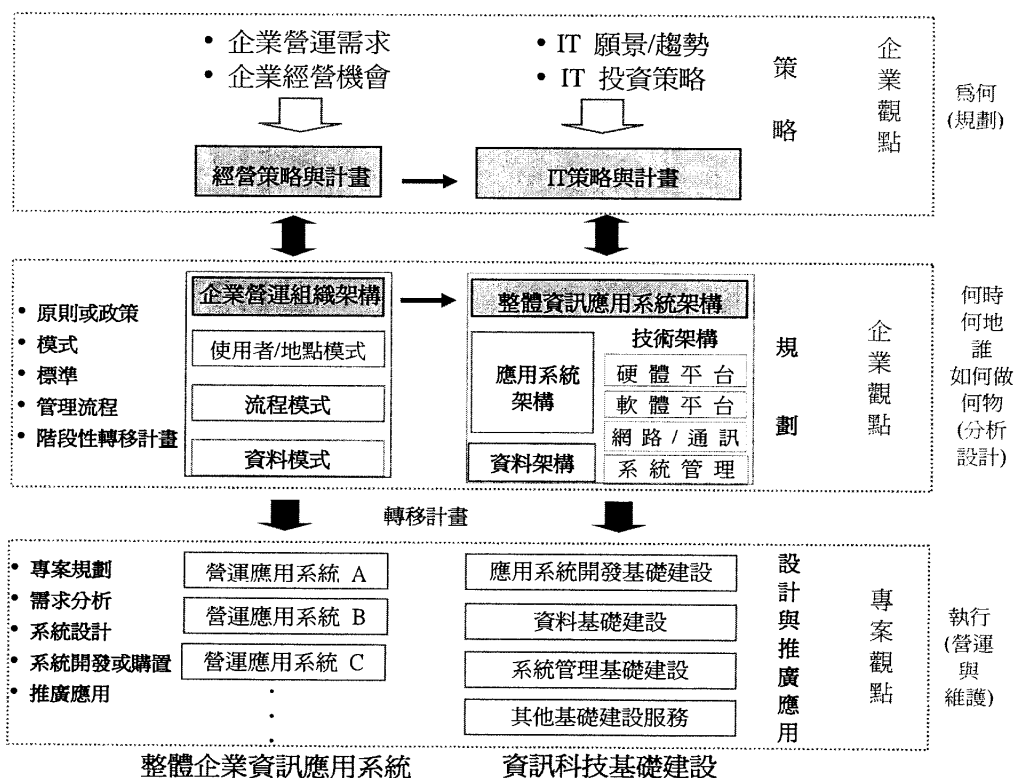 • 企業營運需求
• 企業經營機會
• IT 願景/趨勢
• IT 投資策略
策略
企業觀點
爲何
(規劃)
經營策略與計畫
IT策略與計畫
• 原則或政策
• 模式
• 標準
• 管理流程
• 階段性轉移計畫
企業營運組織架構
使用者/地點模式
流程模式
資料模式
整體資訊應用系統架構
應用系統
架構
資料架構
技術架構
硬體平台
軟體平台
網路/通訊
系統管理
規劃
企業觀點
何時
何地
誰
如何做
何物
(分析
設計)
轉移計畫
• 專案規劃
• 需求分析
• 系統設計
• 系統開發或購置
• 推廣應用
營運應用系統 A
營運應用系統 B
營運應用系統 C
應用系統開發基礎建設
資料基礎建設
系統管理基礎建設
其他基礎建設服務
設計與推廣應用
專案觀點
執行
(營運
與
維護)
整體企業資訊應用系統
資訊科技基礎建設